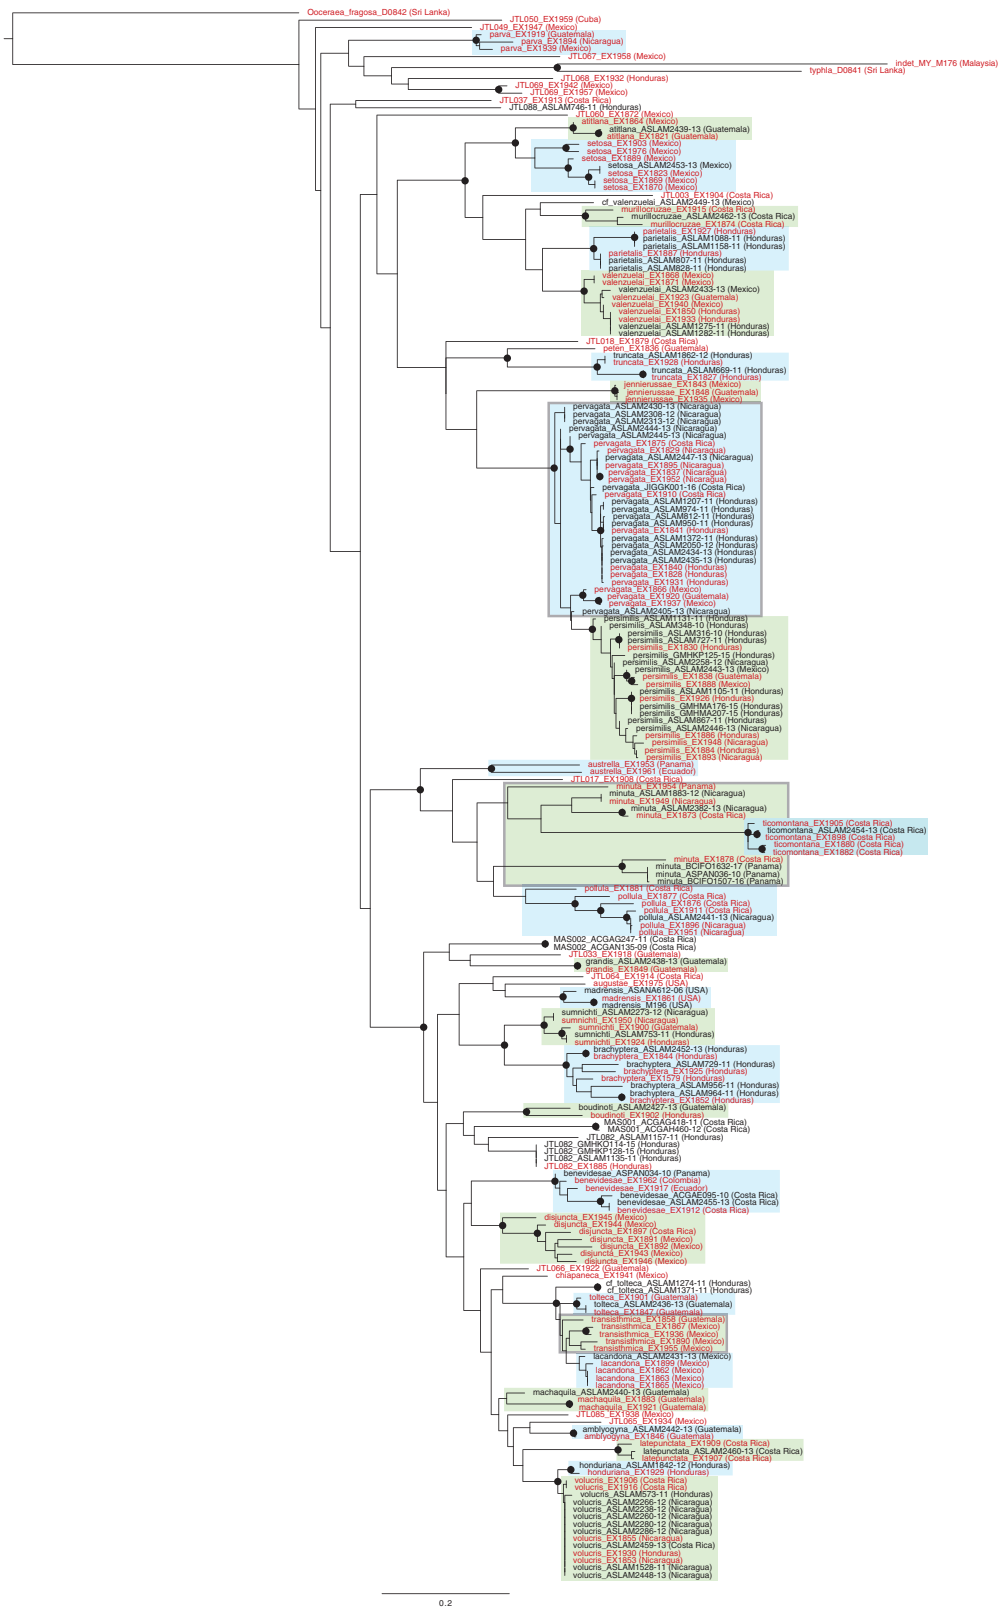 Ooceraea_fragosa_D0842 (Sri Lanka)
JTL050_EX1959 (Cuba)
JTL049_EX1947 (Mexico)
parva_EX1919 (Guatemala)
parva_EX1894 (Nicaragua)
parva_EX1939 (Mexico)
JTL067_EX1958 (Mexico)
indet_MY_M176 (Malaysia)
typhla_D0841 (Sri Lanka)
JTL068_EX1932 (Honduras)
JTL069_EX1942 (Mexico)
JTL069_EX1957 (Mexico)
JTL037_EX1913 (Costa Rica)
JTL088_ASLAM746-11 (Honduras)
JTL060_EX1872 (Mexico)
atitlana_EX1864 (Mexico)
atitlana_ASLAM2439-13 (Guatemala)
atitlana_EX1821 (Guatemala)
setosa_EX1903 (Mexico)
setosa_EX1976 (Mexico)
setosa_EX1889 (Mexico)
setosa_ASLAM2453-13 (Mexico)
setosa_EX1823 (Mexico)
setosa_EX1869 (Mexico)
setosa_EX1870 (Mexico)
JTL003_EX1904 (Costa Rica)
cf_valenzuelai_ASLAM2449-13 (Mexico)
murillocruzae_EX1915 (Costa Rica)
murillocruzae_ASLAM2462-13 (Costa Rica)
murillocruzae_EX1874 (Costa Rica)
parietalis_EX1927 (Honduras)
parietalis_ASLAM1088-11 (Honduras)
parietalis_ASLAM1158-11 (Honduras)
parietalis_EX1887 (Honduras)
parietalis_ASLAM807-11 (Honduras)
parietalis_ASLAM828-11 (Honduras)
valenzuelai_EX1868 (Mexico)
valenzuelai_EX1871 (Mexico)
valenzuelai_ASLAM2433-13 (Mexico)
valenzuelai_EX1923 (Guatemala)
valenzuelai_EX1940 (Mexico)
valenzuelai_EX1850 (Honduras)
valenzuelai_EX1933 (Honduras)
valenzuelai_ASLAM1275-11 (Honduras)
valenzuelai_ASLAM1282-11 (Honduras)
JTL018_EX1879 (Costa Rica)
peten_EX1836 (Guatemala)
truncata_ASLAM1862-12 (Honduras)
truncata_EX1928 (Honduras)
truncata_ASLAM669-11 (Honduras)
truncata_EX1827 (Honduras)
jennierussae_EX1843 (Mexico)
jennierussae_EX1848 (Guatemala)
jennierussae_EX1935 (Mexico)
pervagata_ASLAM2430-13 (Nicaragua)
pervagata_ASLAM2308-12 (Nicaragua)
pervagata_ASLAM2313-12 (Nicaragua)
pervagata_ASLAM2444-13 (Nicaragua)
pervagata_ASLAM2445-13 (Nicaragua)
pervagata_EX1875 (Costa Rica)
pervagata_EX1829 (Nicaragua)
pervagata_ASLAM2447-13 (Nicaragua)
pervagata_EX1895 (Nicaragua)
pervagata_EX1837 (Nicaragua)
pervagata_EX1952 (Nicaragua)
pervagata_JIGGK001-16 (Costa Rica)
pervagata_EX1910 (Costa Rica)
pervagata_ASLAM1207-11 (Honduras)
pervagata_ASLAM974-11 (Honduras)
pervagata_ASLAM812-11 (Honduras)
pervagata_ASLAM950-11 (Honduras)
pervagata_EX1841 (Honduras)
pervagata_ASLAM1372-11 (Honduras)
pervagata_ASLAM2050-12 (Honduras)
pervagata_ASLAM2434-13 (Honduras)
pervagata_ASLAM2435-13 (Honduras)
pervagata_EX1840 (Honduras)
pervagata_EX1828 (Honduras)
pervagata_EX1931 (Honduras)
pervagata_EX1866 (Mexico)
pervagata_EX1920 (Guatemala)
pervagata_EX1937 (Mexico)
pervagata_ASLAM2405-13 (Nicaragua)
persimilis_ASLAM1131-11 (Honduras)
persimilis_ASLAM348-10 (Honduras)
persimilis_ASLAM316-10 (Honduras)
persimilis_ASLAM727-11 (Honduras)
persimilis_EX1830 (Honduras)
persimilis_GMHKP125-15 (Honduras)
persimilis_ASLAM2258-12 (Nicaragua)
persimilis_ASLAM2443-13 (Mexico)
persimilis_EX1838 (Guatemala)
persimilis_EX1888 (Mexico)
persimilis_ASLAM1105-11 (Honduras)
persimilis_EX1926 (Honduras)
persimilis_GMHMA176-15 (Honduras)
persimilis_GMHMA207-15 (Honduras)
persimilis_ASLAM867-11 (Honduras)
persimilis_ASLAM2446-13 (Nicaragua)
persimilis_EX1886 (Honduras)
persimilis_EX1948 (Nicaragua)
persimilis_EX1884 (Honduras)
persimilis_EX1893 (Nicaragua)
austrella_EX1953 (Panama)
austrella_EX1961 (Ecuador)
JTL017_EX1908 (Costa Rica)
minuta_EX1954 (Panama)
minuta_ASLAM1883-12 (Nicaragua)
minuta_EX1949 (Nicaragua)
minuta_ASLAM2382-13 (Nicaragua)
minuta_EX1873 (Costa Rica)
ticomontana_EX1905 (Costa Rica)
ticomontana_ASLAM2454-13 (Costa Rica)
ticomontana_EX1898 (Costa Rica)
ticomontana_EX1880 (Costa Rica)
ticomontana_EX1882 (Costa Rica)
minuta_EX1878 (Costa Rica)
minuta_BCIFO1632-17 (Panama)
minuta_ASPAN036-10 (Panama)
minuta_BCIFO1507-16 (Panama)
pollula_EX1881 (Costa Rica)
pollula_EX1877 (Costa Rica)
pollula_EX1876 (Costa Rica)
pollula_EX1911 (Costa Rica)
pollula_ASLAM2441-13 (Nicaragua)
pollula_EX1896 (Nicaragua)
pollula_EX1951 (Nicaragua)
MAS002_ACGAG247-11 (Costa Rica)
MAS002_ACGAN135-09 (Costa Rica)
JTL033_EX1918 (Guatemala)
grandis_ASLAM2438-13 (Guatemala)
grandis_EX1849 (Guatemala)
JTL064_EX1914 (Costa Rica)
augustae_EX1975 (USA)
madrensis_ASANA612-06 (USA)
madrensis_EX1861 (USA)
madrensis_M196 (USA)
sumnichti_ASLAM2273-12 (Nicaragua)
sumnichti_EX1950 (Nicaragua)
sumnichti_EX1900 (Guatemala)
sumnichti_ASLAM753-11 (Honduras)
sumnichti_EX1924 (Honduras)
brachyptera_ASLAM2452-13 (Honduras)
brachyptera_EX1844 (Honduras)
brachyptera_ASLAM729-11 (Honduras)
brachyptera_EX1925 (Honduras)
brachyptera_EX1579 (Honduras)
brachyptera_ASLAM956-11 (Honduras)
brachyptera_ASLAM964-11 (Honduras)
brachyptera_EX1852 (Honduras)
boudinoti_ASLAM2427-13 (Guatemala)
boudinoti_EX1902 (Honduras)
MAS001_ACGAG418-11 (Costa Rica)
MAS001_ACGAH460-12 (Costa Rica)
JTL082_ASLAM1157-11 (Honduras)
JTL082_GMHKO114-15 (Honduras)
JTL082_GMHKP128-15 (Honduras)
JTL082_ASLAM1135-11 (Honduras)
JTL082_EX1885 (Honduras)
benevidesae_ASPAN034-10 (Panama)
benevidesae_EX1962 (Colombia)
benevidesae_EX1917 (Ecuador)
benevidesae_ACGAE095-10 (Costa Rica)
benevidesae_ASLAM2455-13 (Costa Rica)
benevidesae_EX1912 (Costa Rica)
disjuncta_EX1945 (Mexico)
disjuncta_EX1944 (Mexico)
disjuncta_EX1897 (Costa Rica)
disjuncta_EX1891 (Mexico)
disjuncta_EX1892 (Mexico)
disjuncta_EX1943 (Mexico)
disjuncta_EX1946 (Mexico)
JTL066_EX1922 (Guatemala)
chiapaneca_EX1941 (Mexico)
cf_tolteca_ASLAM1274-11 (Honduras)
cf_tolteca_ASLAM1371-11 (Honduras)
tolteca_EX1901 (Guatemala)
tolteca_ASLAM2436-13 (Guatemala)
tolteca_EX1847 (Guatemala)
transisthmica_EX1858 (Guatemala)
transisthmica_EX1867 (Mexico)
transisthmica_EX1936 (Mexico)
transisthmica_EX1890 (Mexico)
transisthmica_EX1955 (Mexico)
lacandona_ASLAM2431-13 (Mexico)
lacandona_EX1899 (Mexico)
lacandona_EX1862 (Mexico)
lacandona_EX1863 (Mexico)
lacandona_EX1865 (Mexico)
machaquila_ASLAM2440-13 (Guatemala)
machaquila_EX1883 (Guatemala)
machaquila_EX1921 (Guatemala)
JTL085_EX1938 (Mexico)
JTL065_EX1934 (Mexico)
amblyogyna_ASLAM2442-13 (Guatemala)
amblyogyna_EX1846 (Guatemala)
latepunctata_EX1909 (Costa Rica)
latepunctata_ASLAM2460-13 (Costa Rica)
latepunctata_EX1907 (Costa Rica)
honduriana_ASLAM1842-12 (Honduras)
honduriana_EX1929 (Honduras)
volucris_EX1906 (Costa Rica)
volucris_EX1916 (Costa Rica)
volucris_ASLAM573-11 (Honduras)
volucris_ASLAM2266-12 (Nicaragua)
volucris_ASLAM2238-12 (Nicaragua)
volucris_ASLAM2260-12 (Nicaragua)
volucris_ASLAM2280-12 (Nicaragua)
volucris_ASLAM2286-12 (Nicaragua)
volucris_EX1855 (Nicaragua)
volucris_ASLAM2459-13 (Costa Rica)
volucris_EX1930 (Honduras)
volucris_EX1853 (Nicaragua)
volucris_ASLAM1528-11 (Nicaragua)
volucris_ASLAM2448-13 (Nicaragua)
0.2